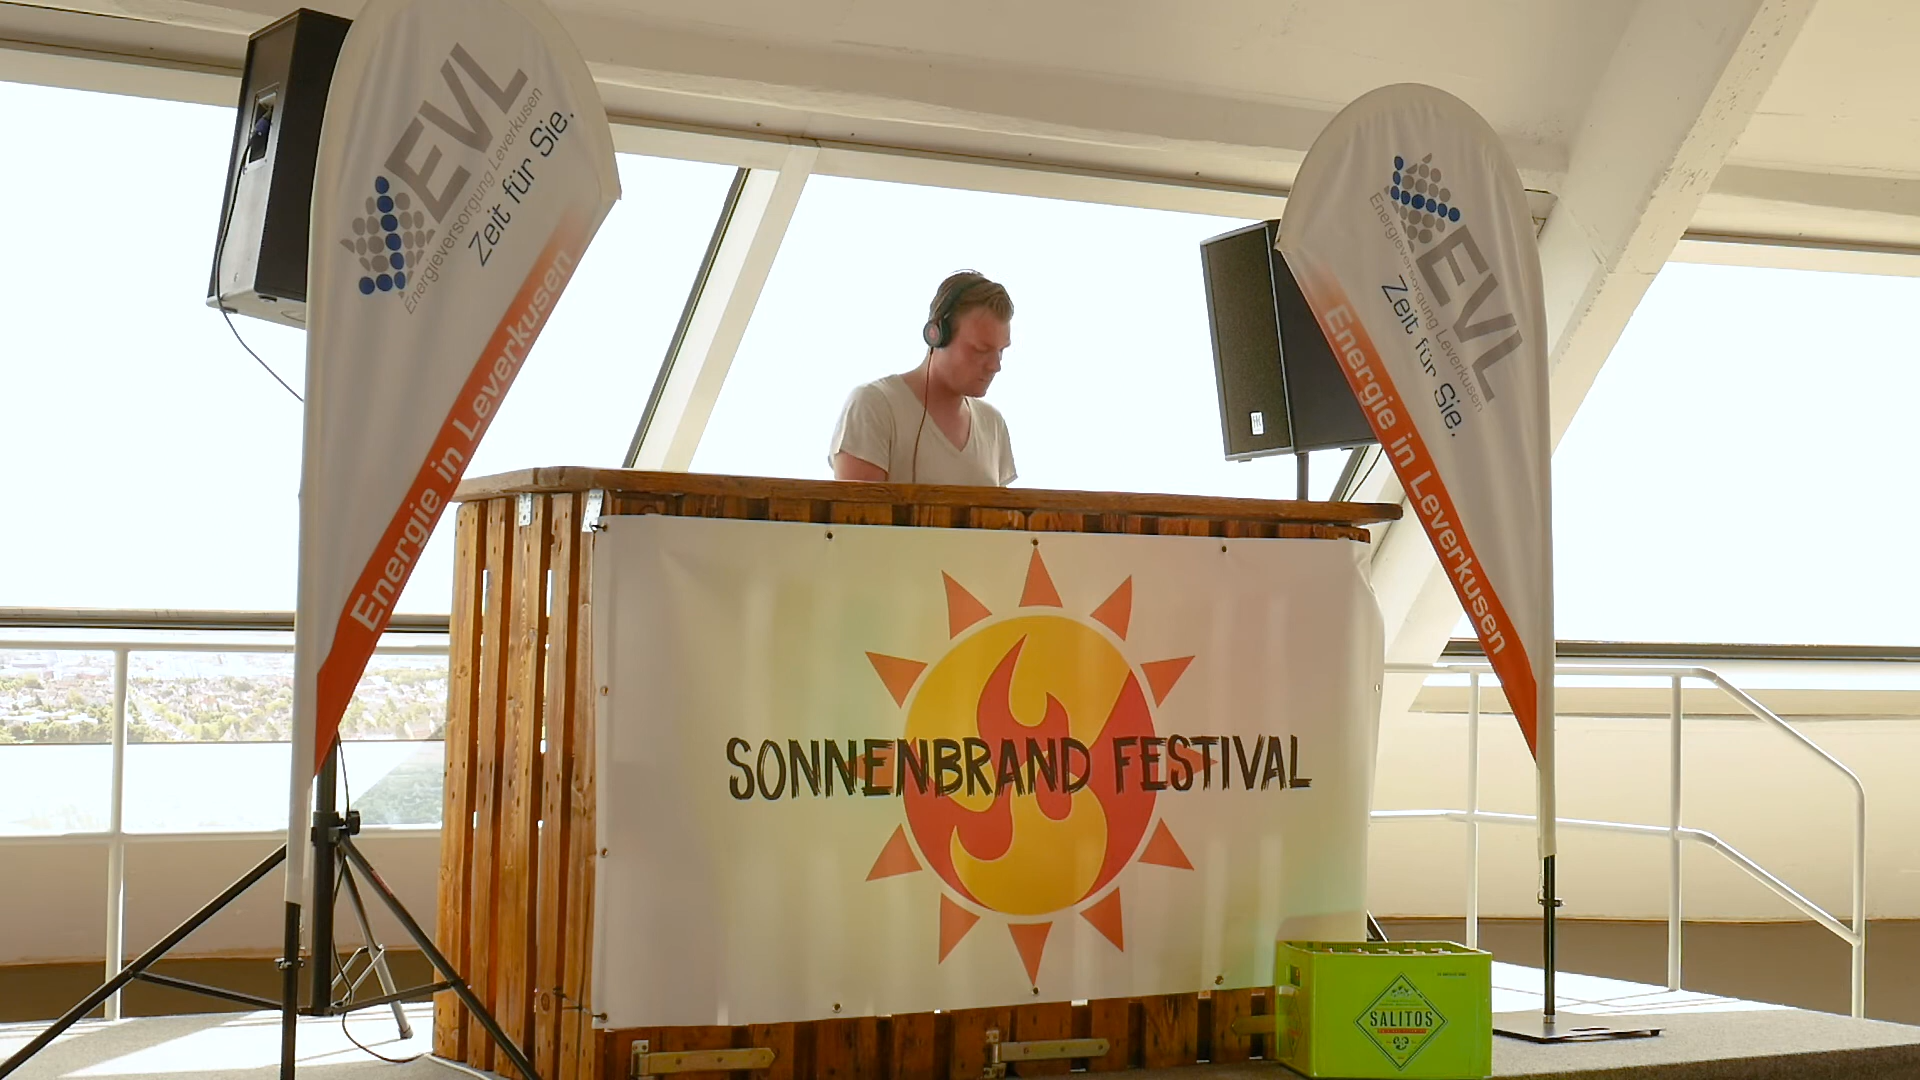 EVL
Energieversorgung Leverkusen
Zeit für Sie.
Energie in Leverkusen
EVL
Energieversorgung Leverkusen
Zeit für Sie.
Energie in Leverkusen
SONNENBRAND FESTIVAL
SALITOS